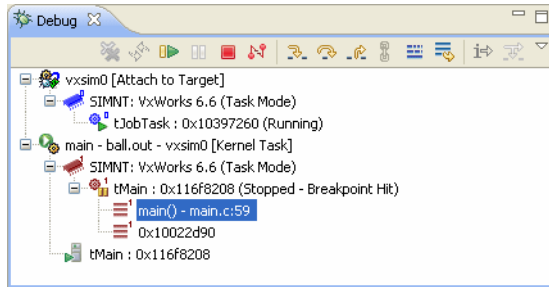 Debug
vxsim0 [Attach to Target]
SIMNT: VxWorks 6.6 (Task Mode)
tJobTask : 0x10397260 (Running)
main - ball.out - vxsim0 [Kernel Task]
SIMNT: VxWorks 6.6 (Task Mode)
tMain : 0x116f8208 (Stopped - Breakpoint Hit)
main() - main.c:59
0x10022d90
tMain : 0x116f8208